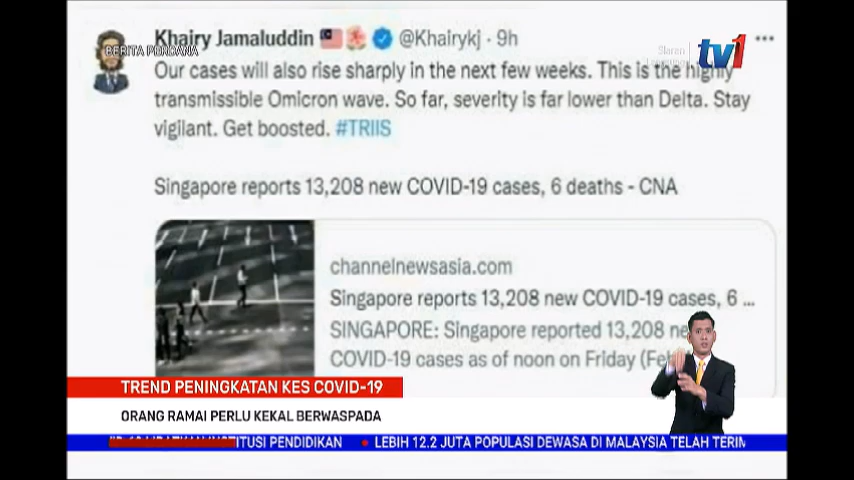 Khairy Jamaluddin @Khairykj · 9h
BERITA PERDANA
Siaran
tv1
Our cases will also rise sharply in the next few weeks. This is the highly
transmissible Omicron wave. So far, severity is far lower than Delta. Stay
vigilant. Get boosted. #TRIIS
Singapore reports 13,208 new COVID-19 cases, 6 deaths - CNA
channelnewsasia.com
Singapore reports 13,208 new COVID-19 cases, 6 ...
SINGAPORE: Singapore reported 13,208 ne
COVID-19 cases as of noon on Friday (Feb
TREND PENINGKATAN KES COVID-19
ORANG RAMAI PERLU KEKAL BERWASPADA
INSTITUSI PENDIDIKAN • LEBIH 12.2 JUTA POPULASI DEWASA DI MALAYSIA TELAH TERIM